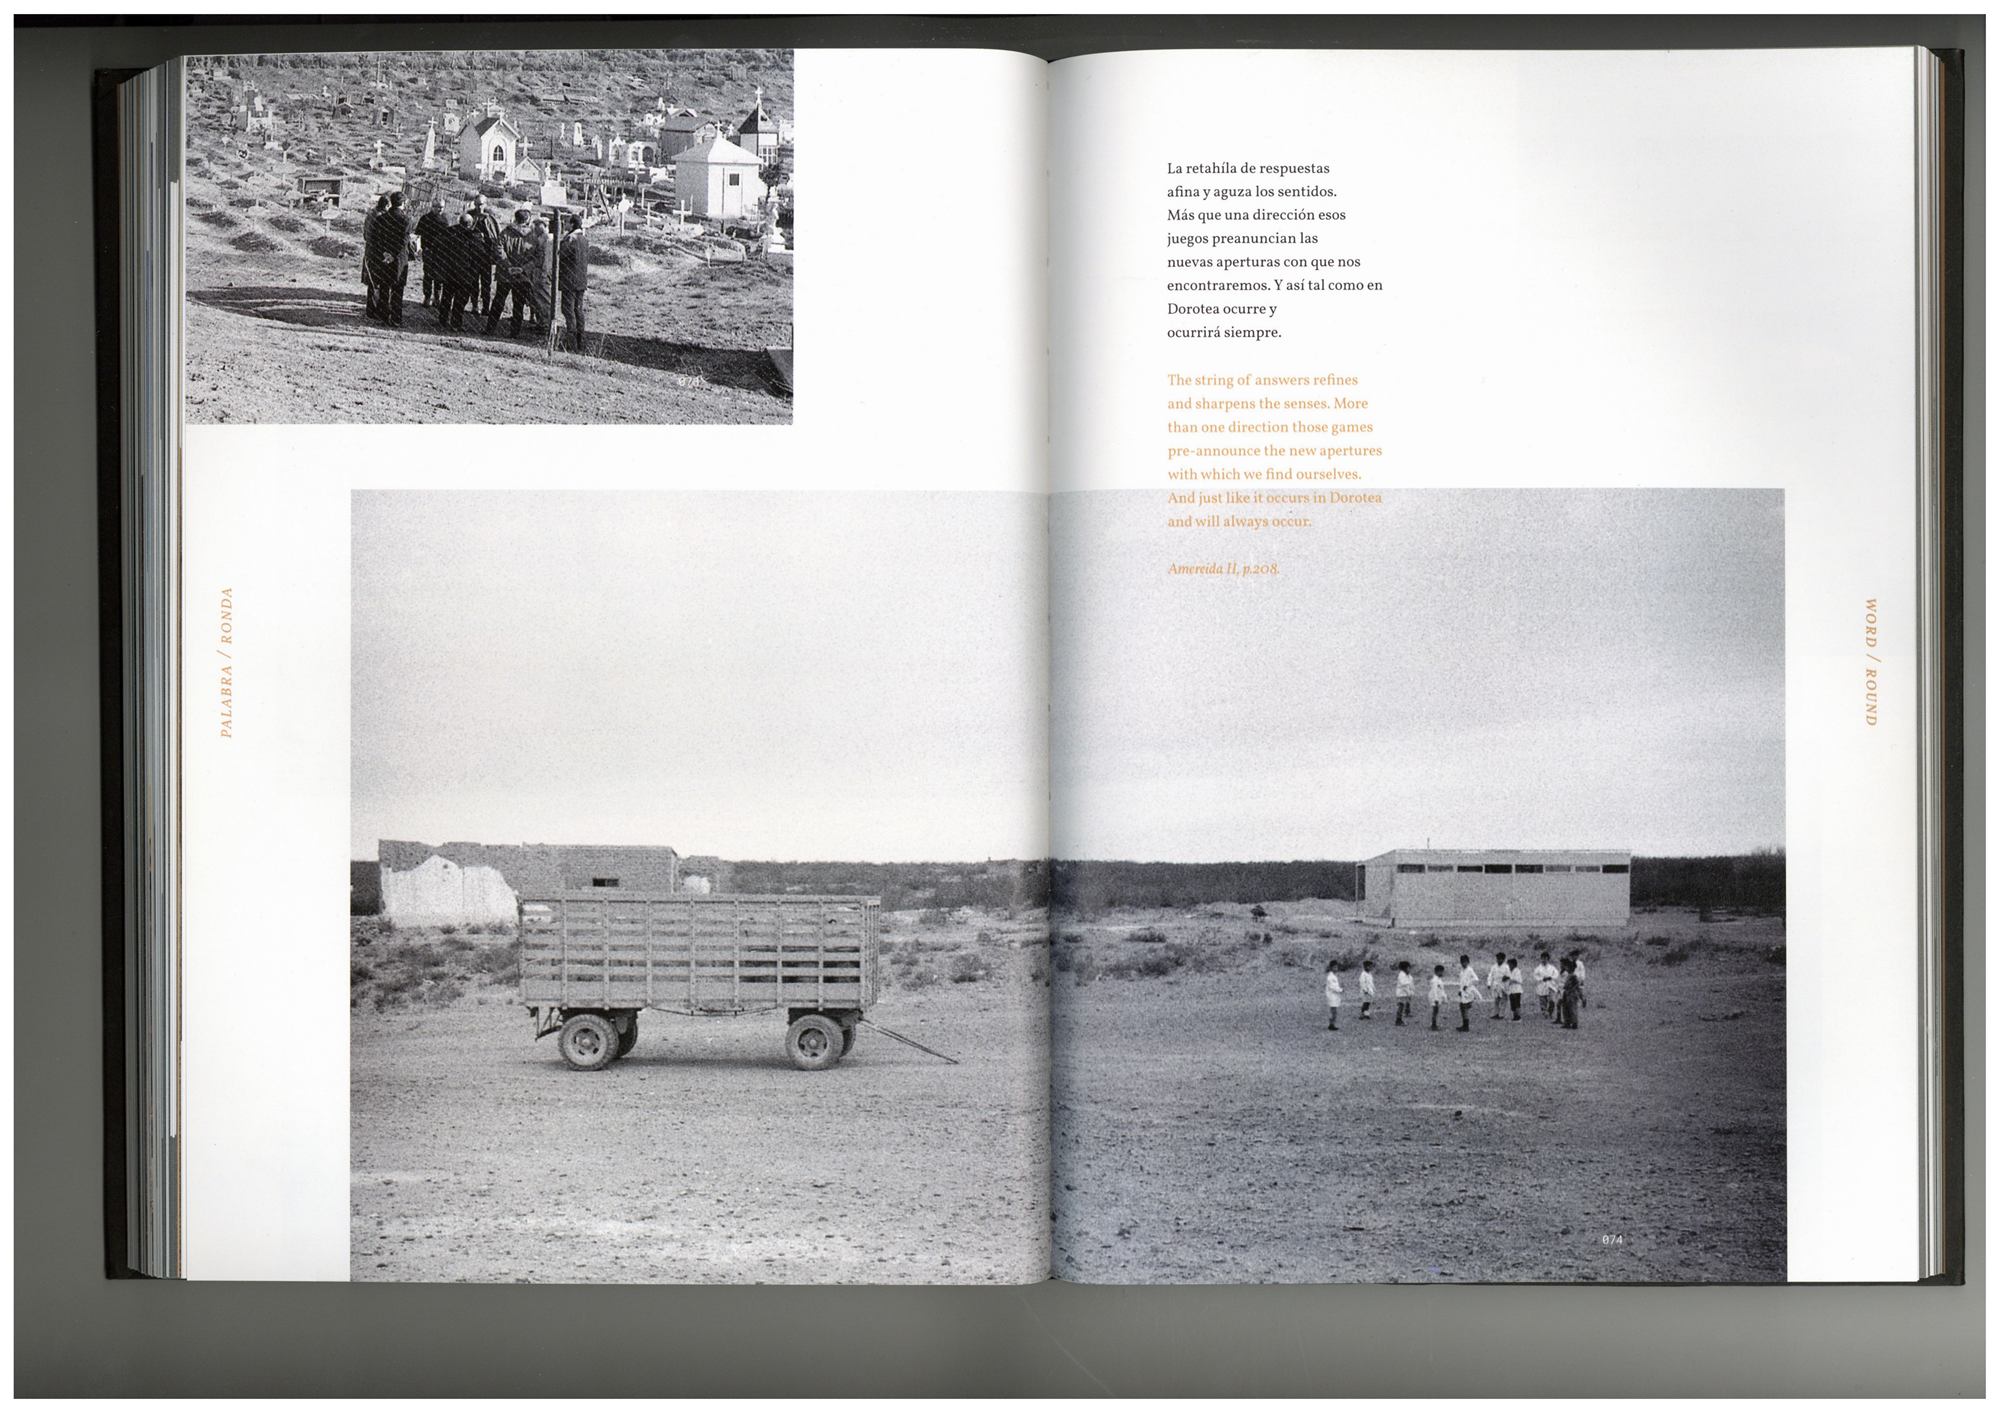 074
PALABRA / RONDA
La retahíla de respuestas
afina y aguza los sentidos.
Más que una dirección esos
juegos preanuncian las
nuevas aperturas con que nos
encontraremos. Y así tal como en
Dorotea ocurre y
ocurrirá siempre.
The string of answers refines
and sharpens the senses. More
than one direction those games
pre-announce the new apertures
with which we find ourselves.
And just like it occurs in Dorotea
and will always occur.
Amereida II, p.208.
WORD / ROUND
074